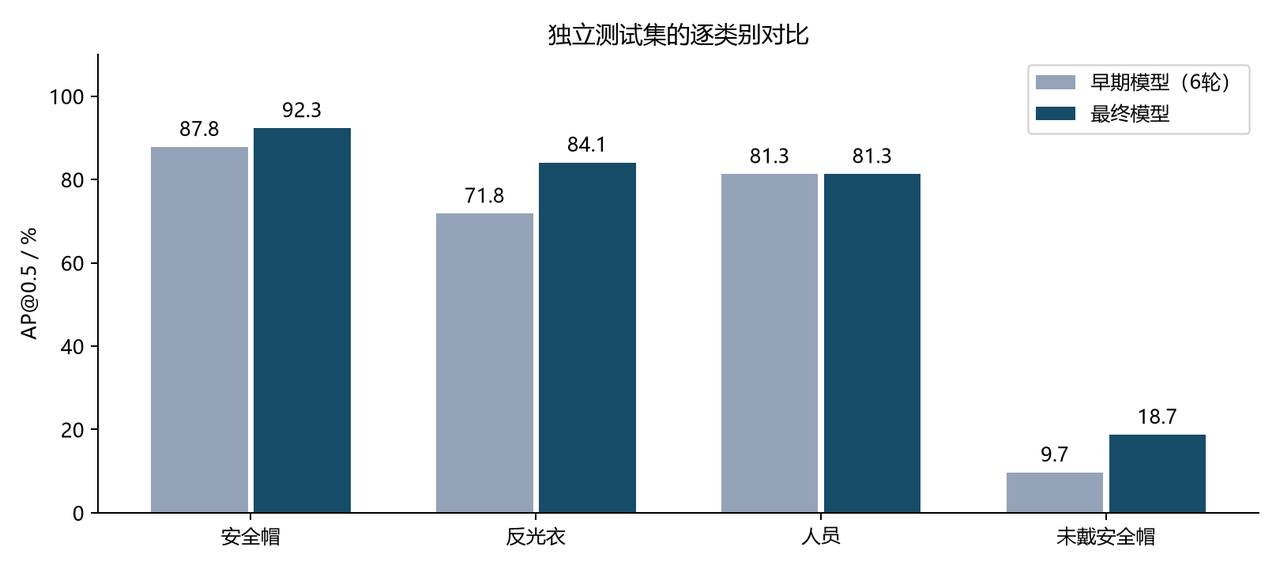 独立测试集的逐类别对比
早期模型（6轮）
最终模型
AP@0.5 / %
100
80
60
40
20
0
87.8
92.3
71.8
84.1
81.3
81.3
9.7
18.7
安全帽
反光衣
人员
未戴安全帽